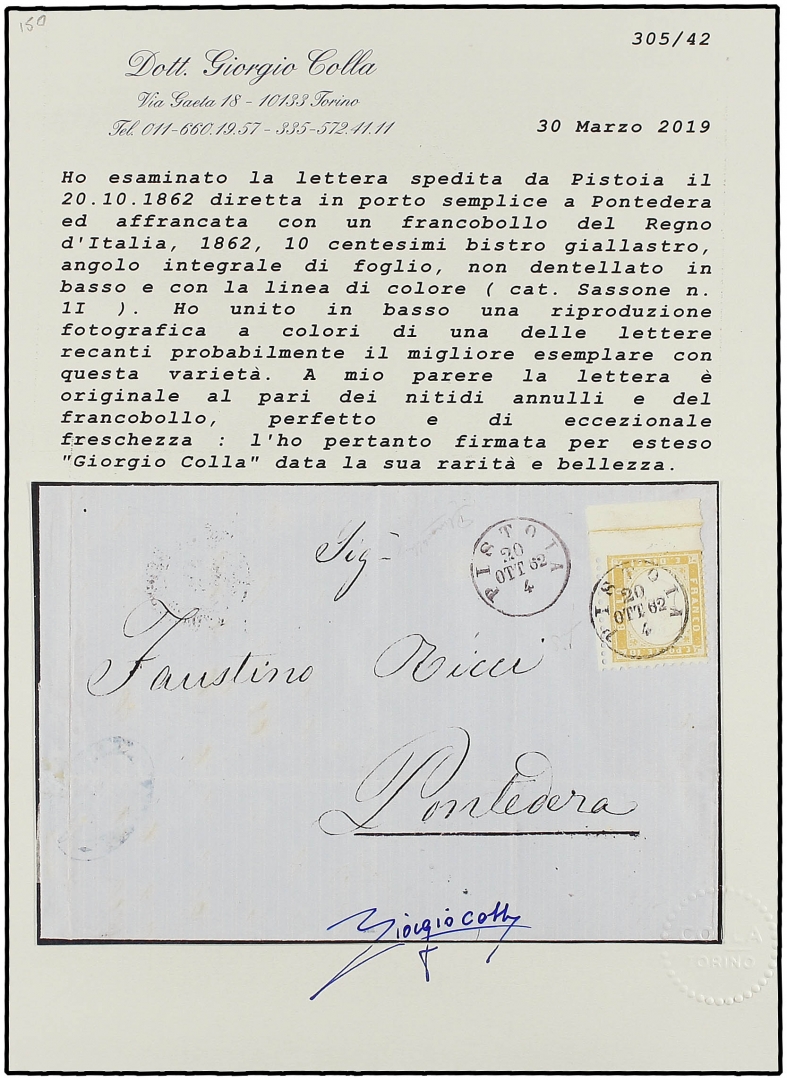 150
305/42
Dott. Giorgio Colla
Via Gaeta 18 - 10133 Torino
Tel. 011-660.19.57 - 335-572.41.11
30 Marzo 2019
Ho esaminato la lettera spedita da Pistoia il
20.10.1862 diretta in porto semplice a Pontedera
ed affrancata con un francobollo del Regno
d'Italia, 1862, 10 centesimi bistro giallastro,
angolo integrale di foglio, non dentellato in
basso e con la linea di colore ( cat. Sassone n.
1I ). Ho unito in basso una riproduzione
fotografica a colori di una delle lettere
recanti probabilmente il migliore esemplare con
questa varietà. A mio parere la lettera è
originale al pari dei nitidi annulli e del
francobollo, perfetto e di eccezionale
freschezza : l'ho pertanto firmata per esteso
"Giorgio Colla" data la sua rarità e bellezza.
PISTOIA
20
OTT 62
4
PISTOIA
20
OTT 62
4
FRANCO
Sig
Faustino Ricci
Pontedera
Giorgio Colla
COLLA
TORINO